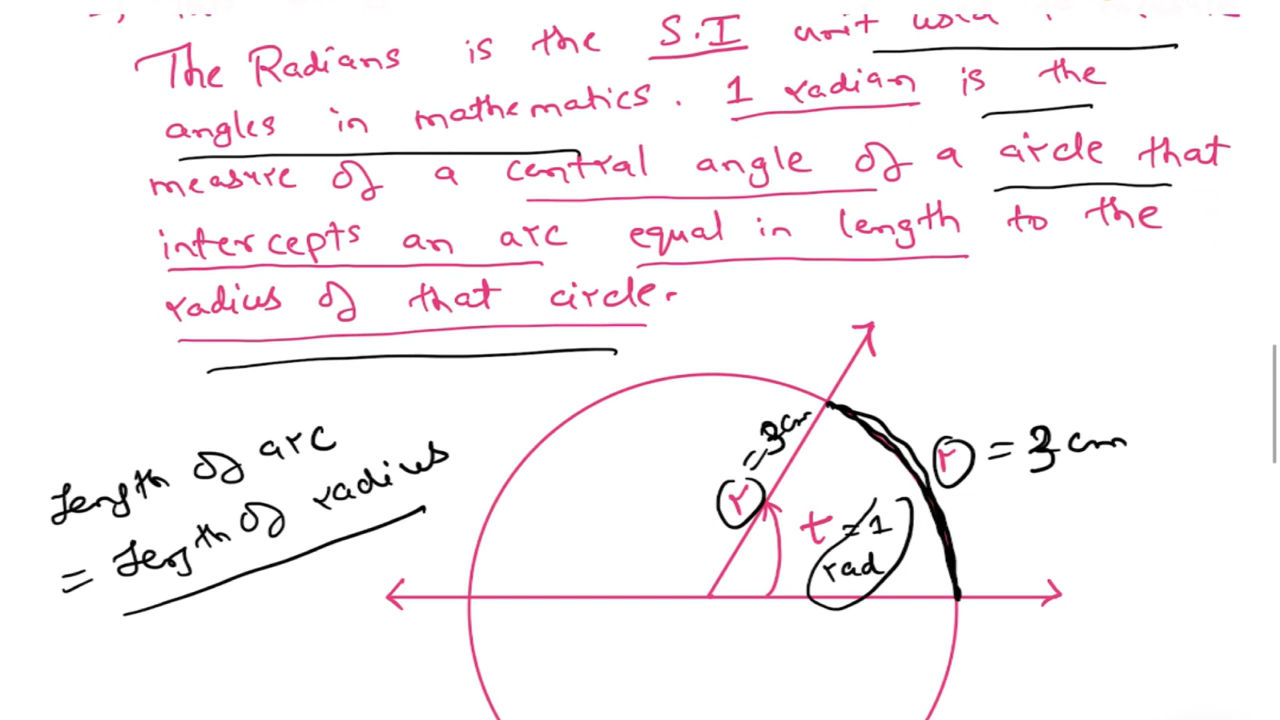 The Radians is the S.I unit
angles in mathematics. 1 radian is the
measure of a central angle of a circle that
intercepts an arc equal in length to the
radius of that circle.
length of arc
= length of radius
r = 3cm
r = 3 cm
t = 1
rad